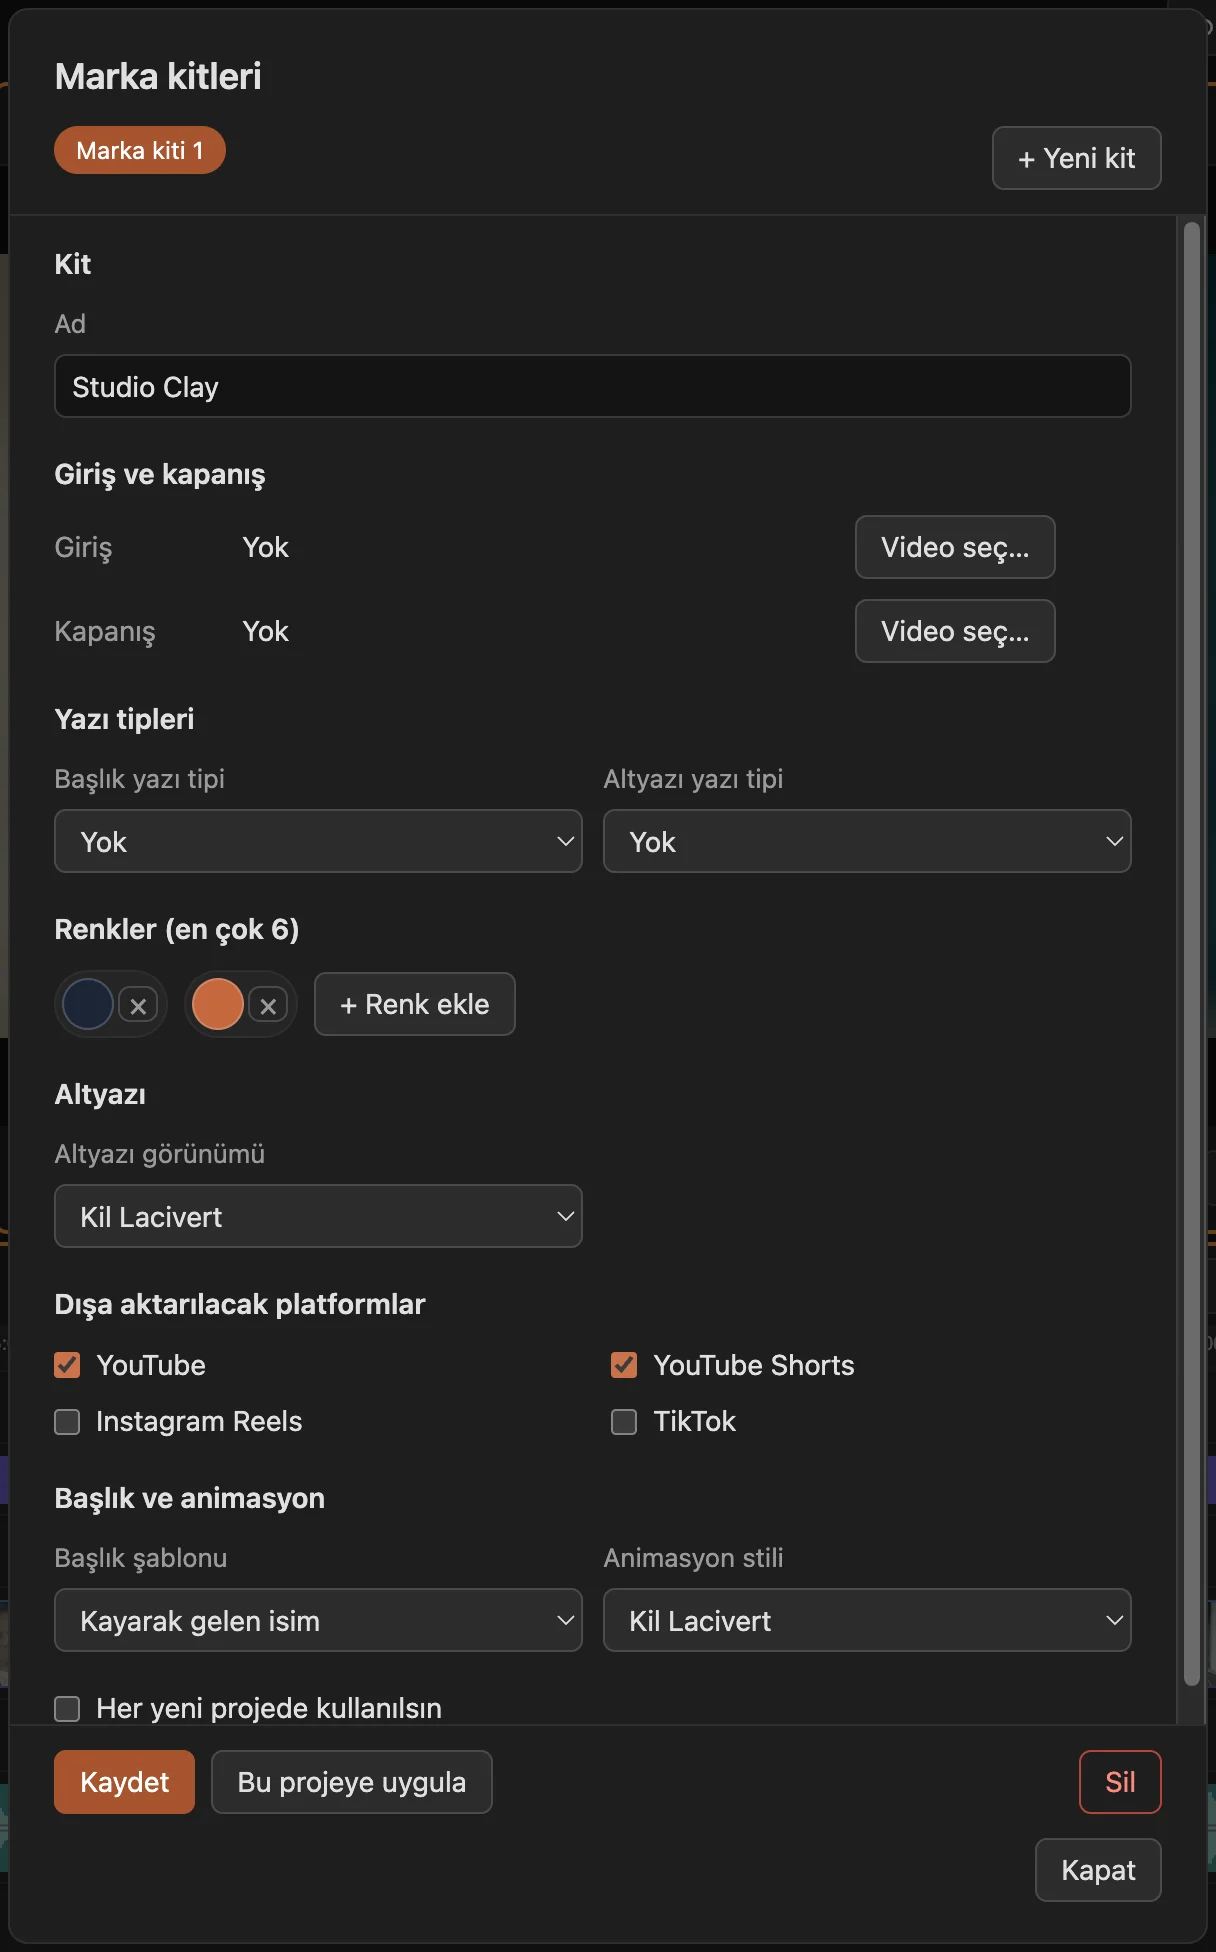 Marka kitleri
Marka kiti 1
+ Yeni kit
Kit
Ad
Studio Clay
Giriş ve kapanış
Giriş Yok Video seç...
Kapanış Yok Video seç...
Yazı tipleri
Başlık yazı tipi Altyazı yazı tipi
Yok Yok
Renkler (en çok 6)
+ Renk ekle
Altyazı
Altyazı görünümü
Kil Lacivert
Dışa aktarılacak platformlar
YouTube YouTube Shorts
Instagram Reels TikTok
Başlık ve animasyon
Başlık şablonu Animasyon stili
Kayarak gelen isim Kil Lacivert
Her yeni projede kullanılsın
Kaydet Bu projeye uygula Sil
Kapat